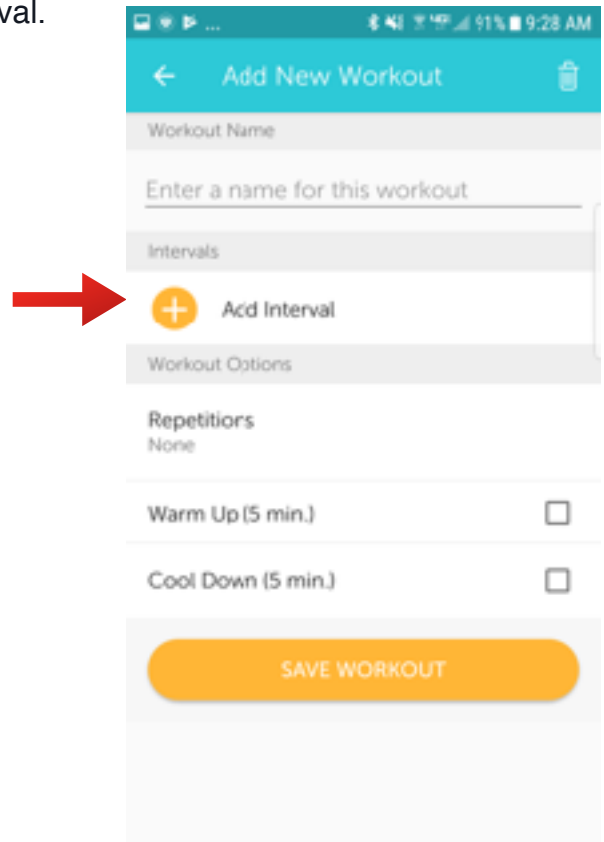 val.
... 91% 9:28 AM
Add New Workout
Workout Name
Enter a name for this workout
Intervals
Add Interval
Workout Options
Repetitions
None
Warm Up (5 min.)
Cool Down (5 min.)
SAVE WORKOUT